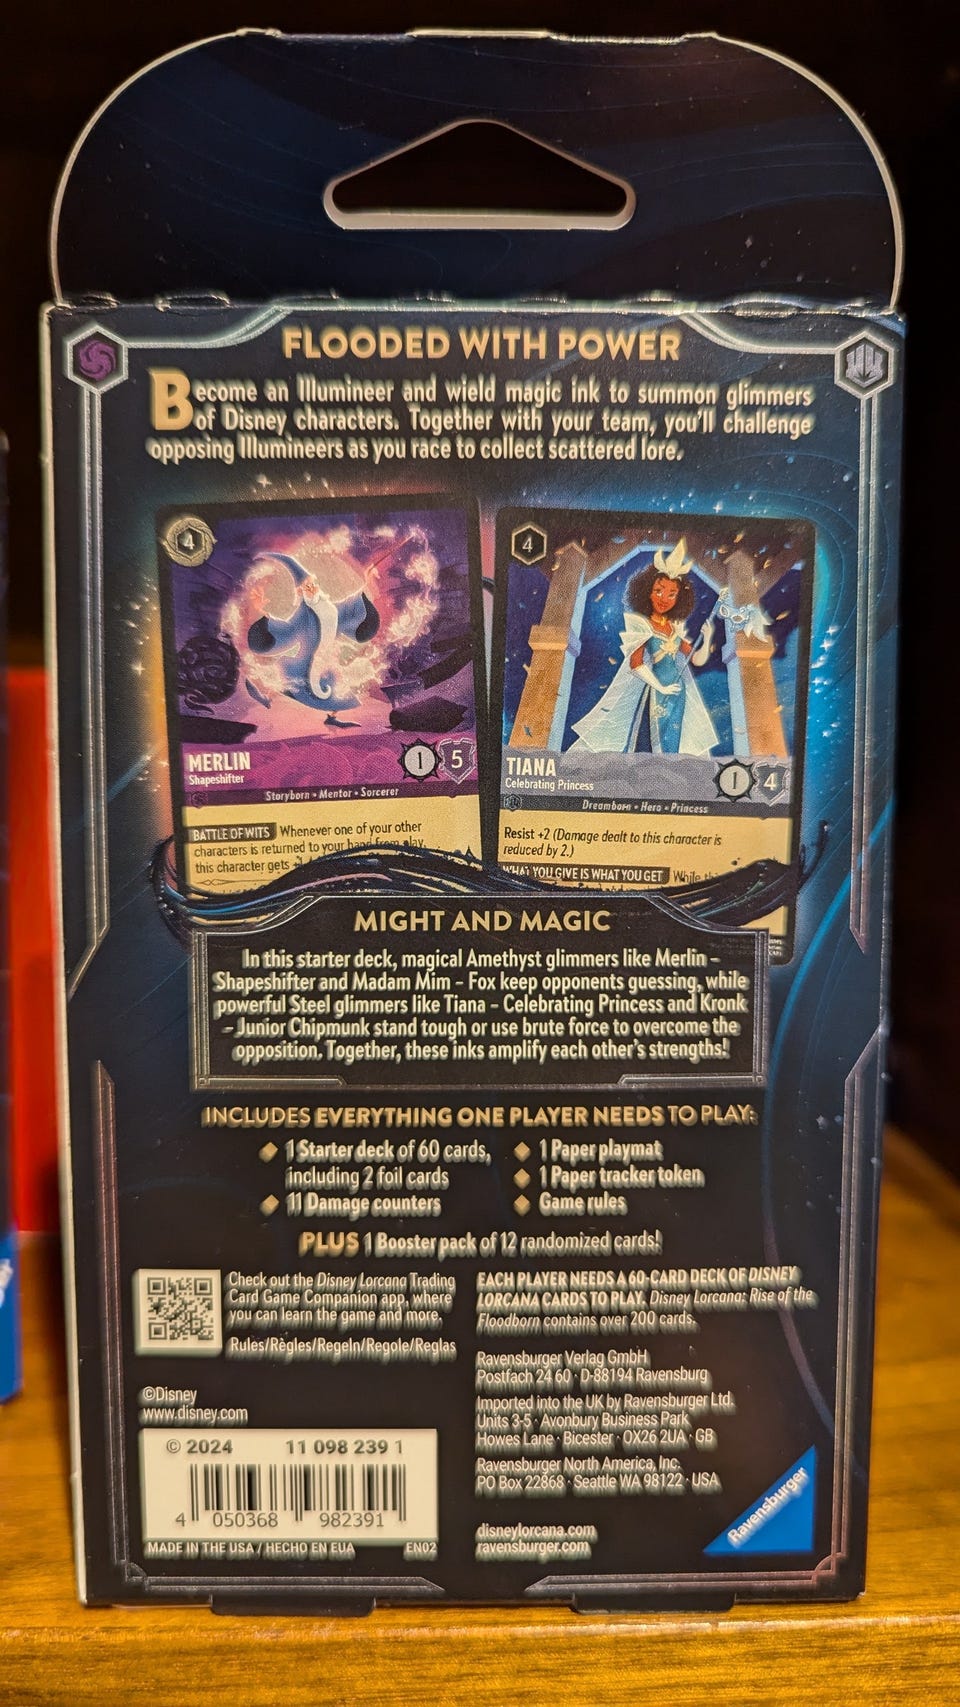 FLOODED WITH POWER
Become an Illumineer and wield magic ink to summon glimmers
of Disney characters. Together with your team, you'll challenge
opposing Illumineers as you race to collect scattered lore.
4
MERLIN
Shapeshifter
1 5
Storyborn • Mentor • Sorcerer
BATTLE OF WITS Whenever one of your other
characters is returned to your hand from play,
this character gets
4
TIANA
Celebrating Princess
1 4
Dreamborn • Hero • Princess
Resist +2 (Damage dealt to this character is
reduced by 2.)
WHAT YOU GIVE IS WHAT YOU GET While
MIGHT AND MAGIC
In this starter deck, magical Amethyst glimmers like Merlin –
Shapeshifter and Madam Mim – Fox keep opponents guessing, while
powerful Steel glimmers like Tiana – Celebrating Princess and Kronk
– Junior Chipmunk stand tough or use brute force to overcome the
opposition. Together, these inks amplify each other's strengths!
INCLUDES EVERYTHING ONE PLAYER NEEDS TO PLAY:
◆ 1 Starter deck of 60 cards,
including 2 foil cards
◆ 11 Damage counters
◆ 1 Paper playmat
◆ 1 Paper tracker token
◆ Game rules
PLUS 1 Booster pack of 12 randomized cards!
Check out the Disney Lorcana Trading
Card Game Companion app, where
you can learn the game and more.
Rules/Règles/Regeln/Regole/Reglas
©Disney
www.disney.com
© 2024 11 098 239 1
4 050368 982391
MADE IN THE USA / HECHO EN EUA EN02
EACH PLAYER NEEDS A 60-CARD DECK OF DISNEY
LORCANA CARDS TO PLAY. Disney Lorcana: Rise of the
Floodborn contains over 200 cards.
Ravensburger Verlag GmbH
Postfach 24 60 · D-88194 Ravensburg
Imported into the UK by Ravensburger Ltd.
Units 3-5 · Avonbury Business Park
Howes Lane · Bicester · OX26 2UA · GB
Ravensburger North America, Inc.
PO Box 22868 · Seattle WA 98122 · USA
disneylorcana.com
ravensburger.com
Ravensburger